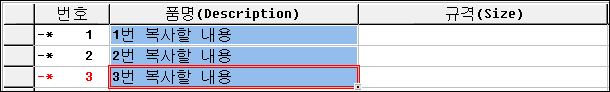 번호 품명(Description) 규격(Size)
-* 1 1번 복사할 내용
-* 2 2번 복사할 내용
-* 3 3번 복사할 내용